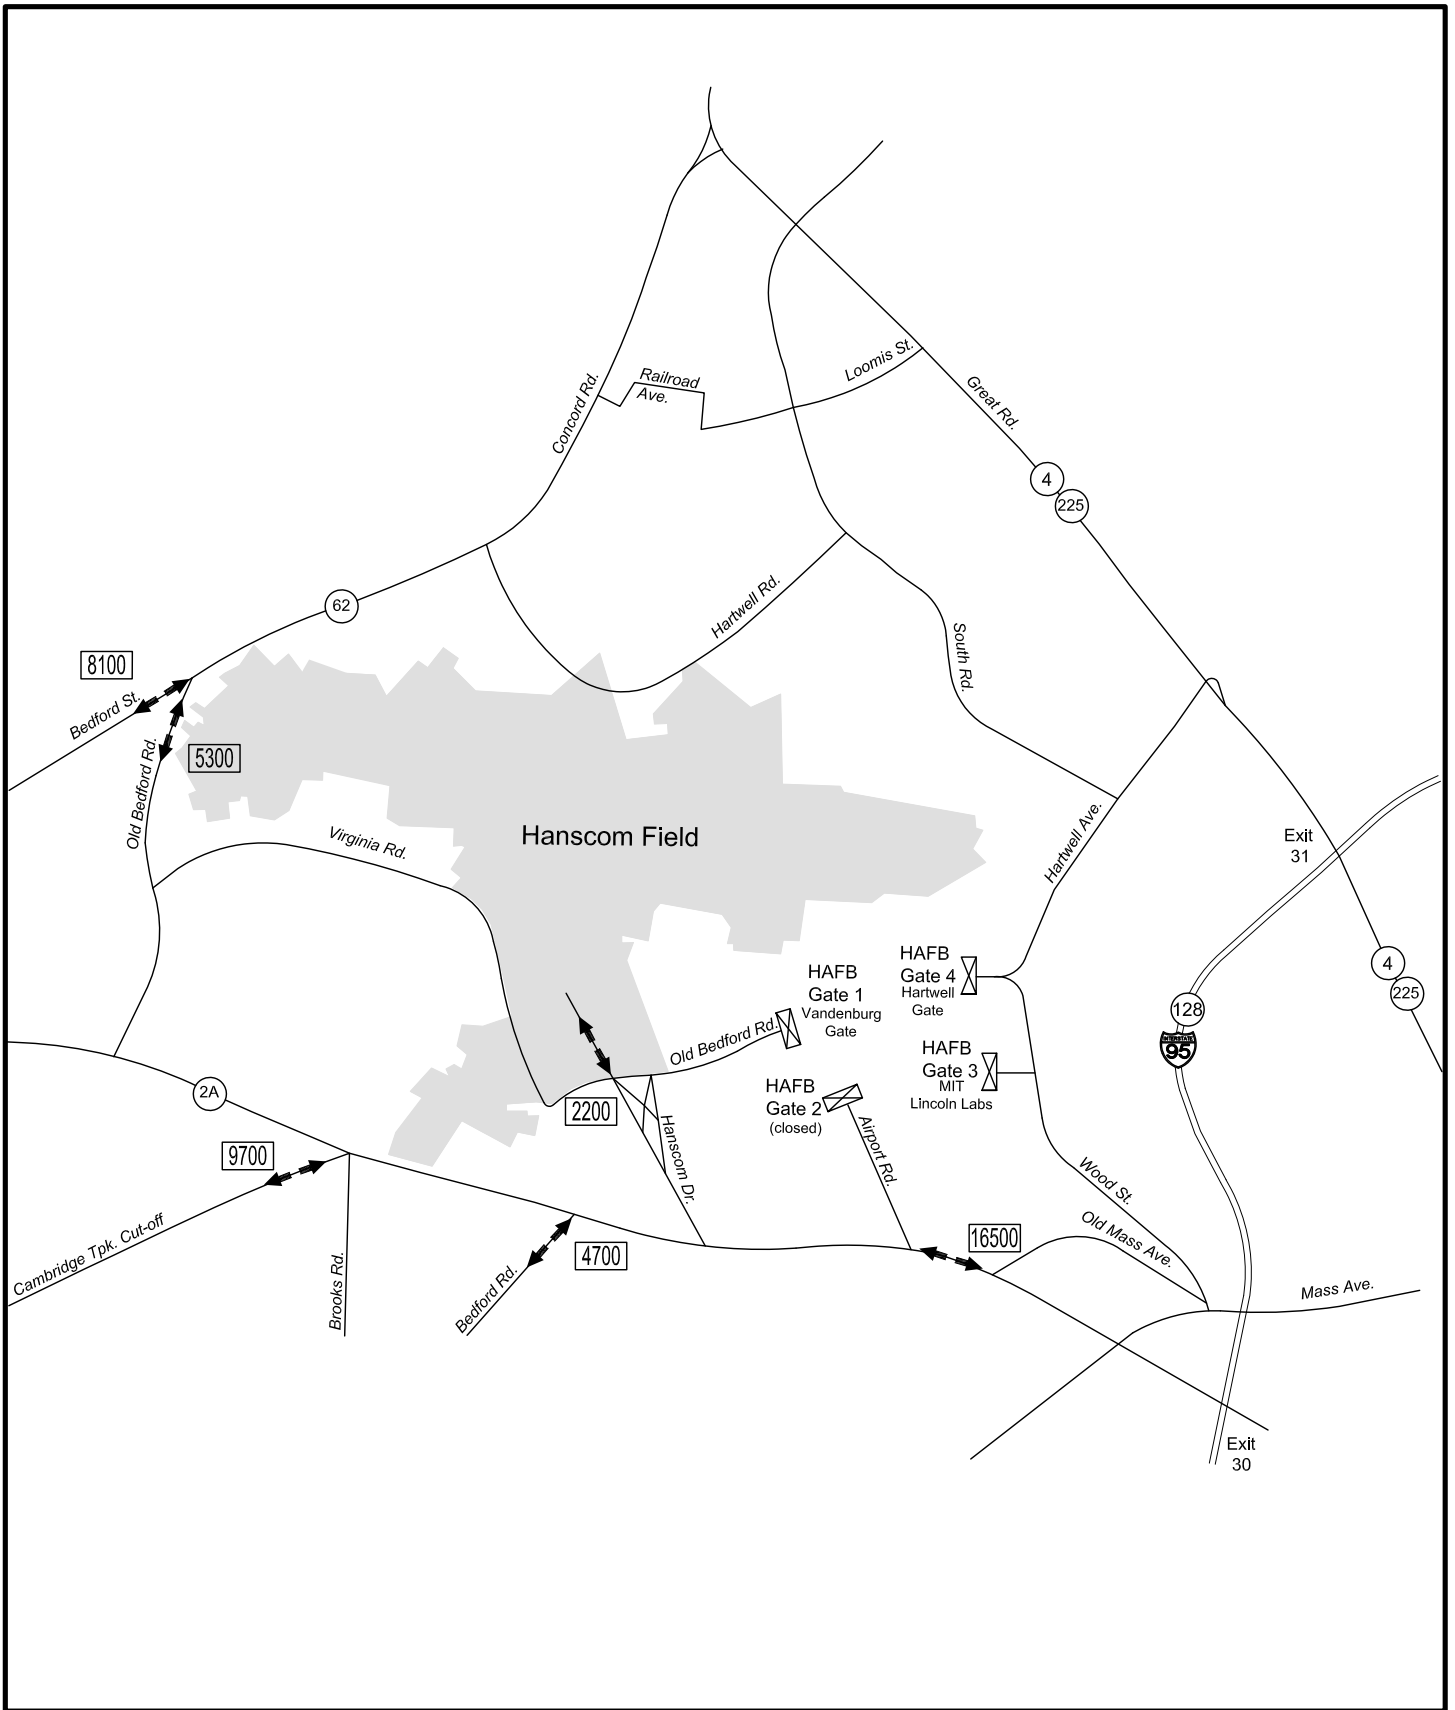 Loomis St.
Railroad
Ave.
Concord Rd.
Great Rd.
4
225
62
Hartwell Rd.
South Rd.
8100
Bedford St.
5300
Old Bedford Rd.
Virginia Rd.
Hanscom Field
Hartwell Ave.
Exit
31
HAFB
Gate 4
Hartwell
Gate
HAFB
Gate 1
Vandenburg
Gate
4
225
128
INTERSTATE
95
Old Bedford Rd.
HAFB
Gate 3
MIT
Lincoln Labs
HAFB
Gate 2
(closed)
2A
2200
Hanscom Dr.
Airport Rd.
9700
Wood St.
Old Mass Ave.
16500
4700
Cambridge Tpk. Cut-off
Brooks Rd.
Bedford Rd.
Mass Ave.
Exit
30